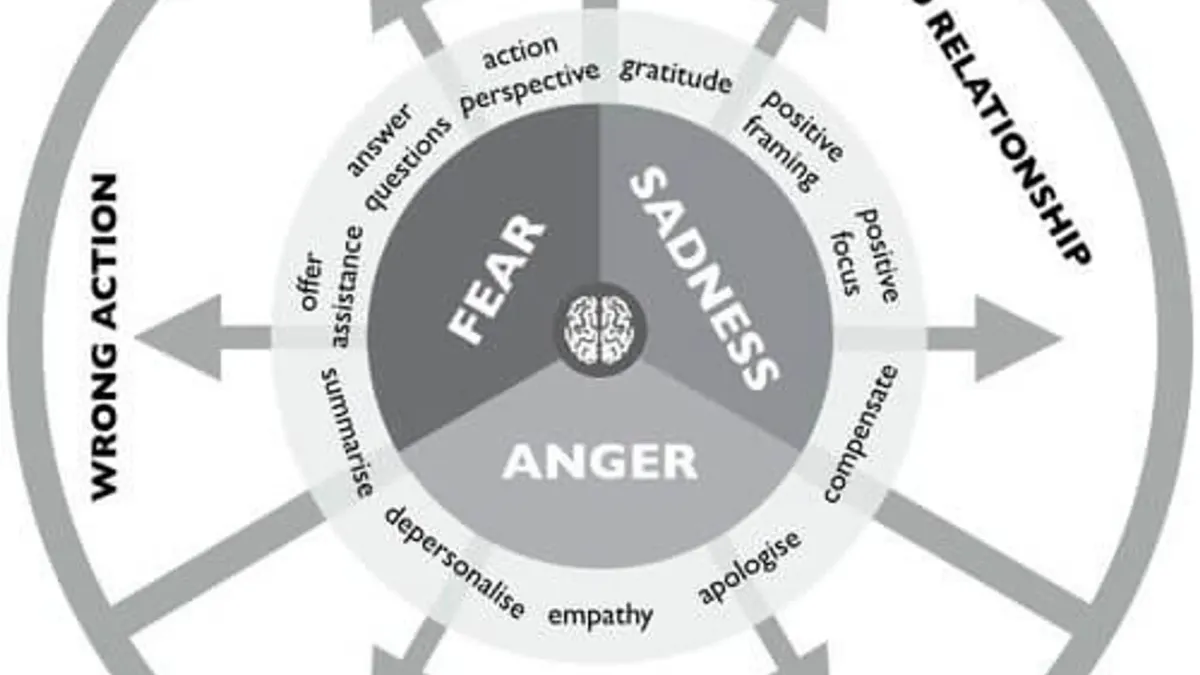 action
perspective
gratitude
positive
framing
positive
focus
compensate
apologise
empathy
depersonalise
summarise
offer
assistance
answer
questions
FEAR
SADNESS
ANGER
WRONG ACTION
RELATIONSHIP